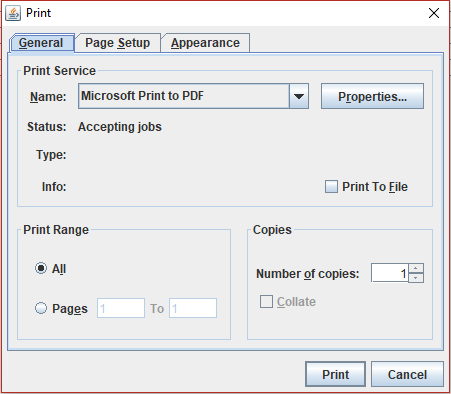 Print
General Page Setup Appearance
Print Service
Name: Microsoft Print to PDF Properties...
Status: Accepting jobs
Type:
Info: Print To File
Print Range Copies
All Number of copies: 1
Pages 1 To 1 Collate
Print Cancel